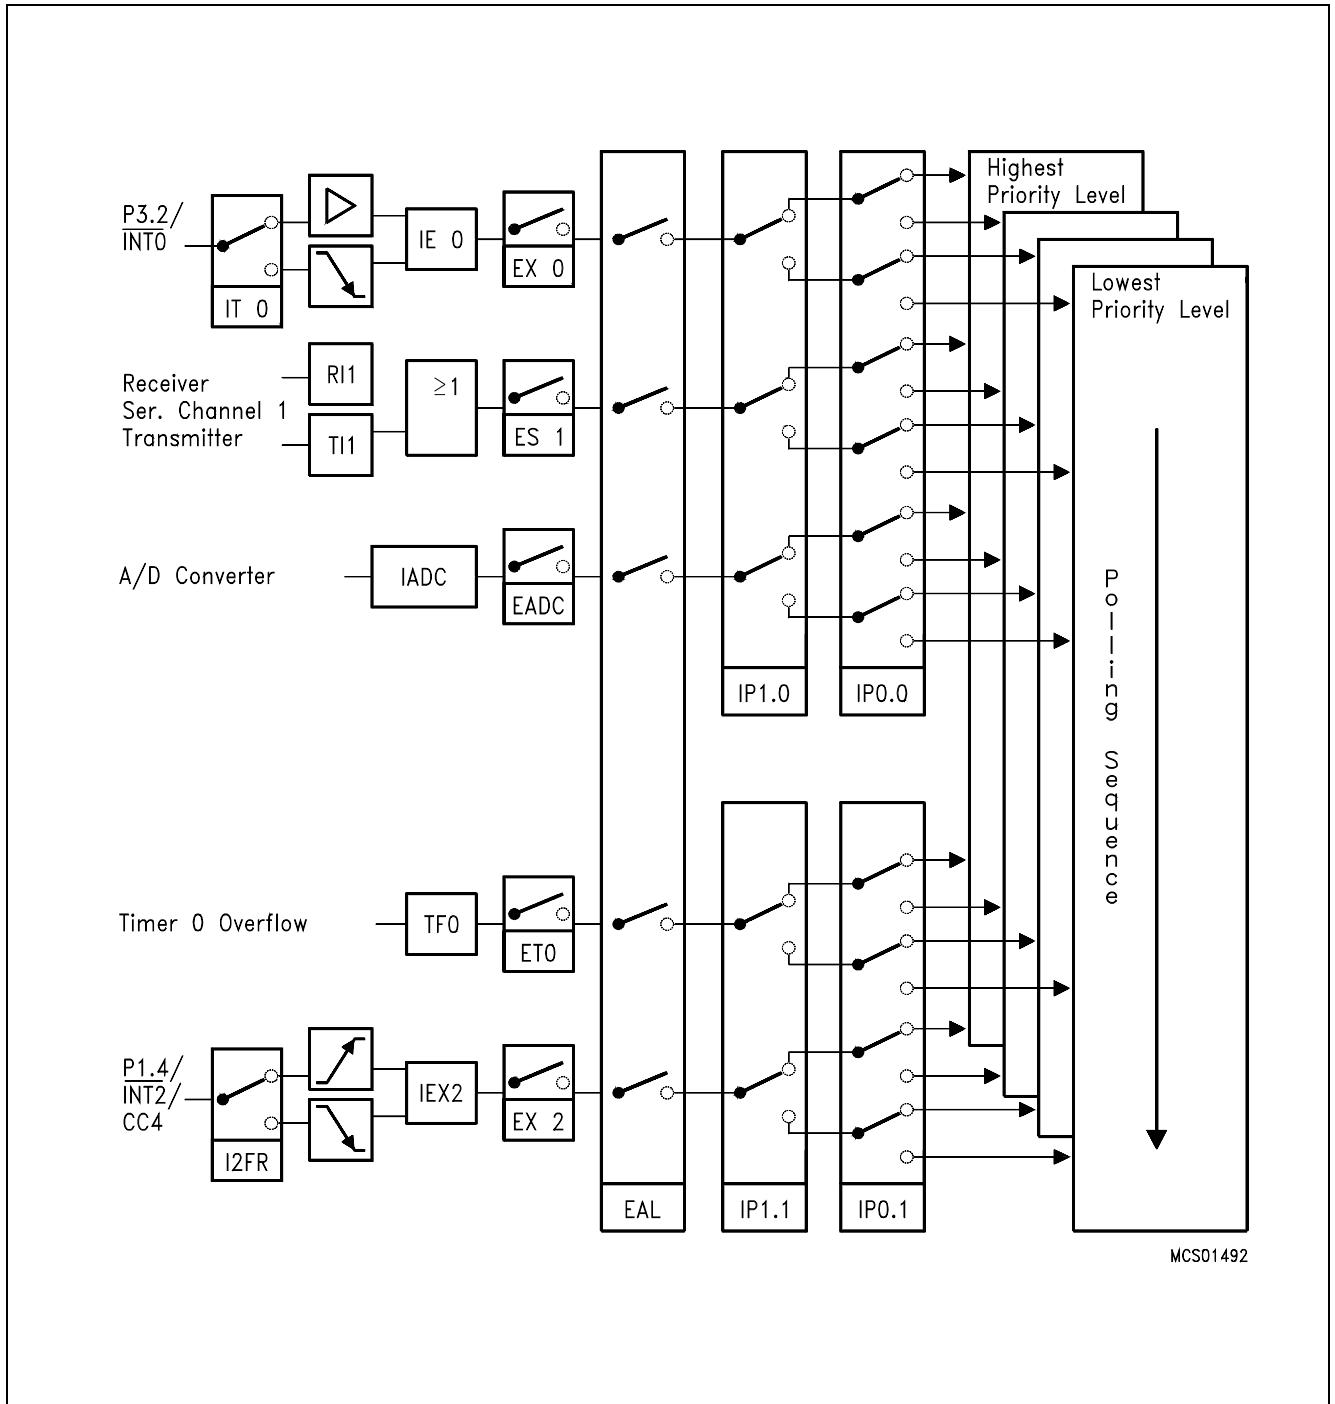 Highest
Priority Level
P3.2/
INT0
IT 0
IE 0
EX 0
Lowest
Priority Level
Receiver
Ser. Channel 1
Transmitter
RI1
TI1
≥1
ES 1
A/D Converter
IADC
EADC
IP1.0
IP0.0
Polling Sequence
Timer 0 Overflow
TF0
ET0
P1.4/
INT2/
CC4
I2FR
IEX2
EX 2
EAL
IP1.1
IP0.1
MCS01492